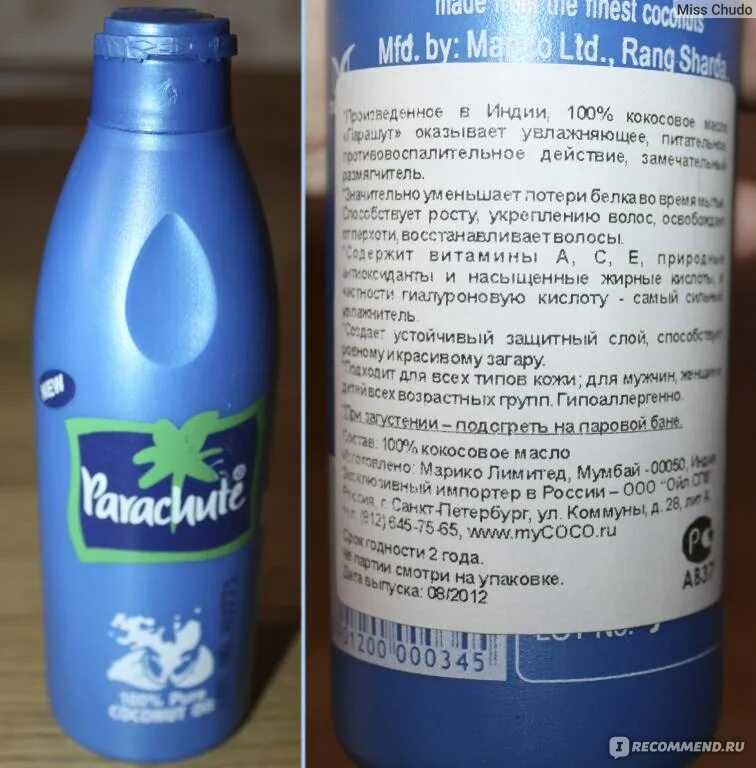 Miss Chudo
NEW
Parachute®
100% Pure
COCONUT OIL
made from the finest coconuts
Mfd. by: Marico Ltd., Rang Sharda,
*Произведенное в Индии, 100% кокосовое масло
«Парашут» оказывает увлажняющее, питательное
противовоспалительное действие, замечательный
размягчитель.
*Значительно уменьшает потери белка во время мытья
Способствует росту, укреплению волос, освобождает
от перхоти, восстанавливает волосы.
*Содержит витамины А, С, Е, природные
антиоксиданты и насыщенные жирные кислоты, в
частности гиалуроновую кислоту - самый сильный
увлажнитель.
*Создает устойчивый защитный слой, способствует
ровному и красивому загару.
*Подходит для всех типов кожи; для мужчин, женщин
детей всех возрастных групп. Гипоаллергенно.
*При загустении – подогреть на паровой бане.
Состав: 100% кокосовое масло
Изготовлено: Марико Лимитед, Мумбай -00050, Индия
Эксклюзивный импортер в России – ООО "Ойл СПб"
Россия, г. Санкт-Петербург, ул. Коммуны, д. 28, лит А
тел: (812) 645-75-65, www.myCOCO.ru
Срок годности 2 года.
№ партии смотри на упаковке.
Дата выпуска: 08/2012
РС
АВ37
01200 000345
LOT No.
IRECOMMEND.RU